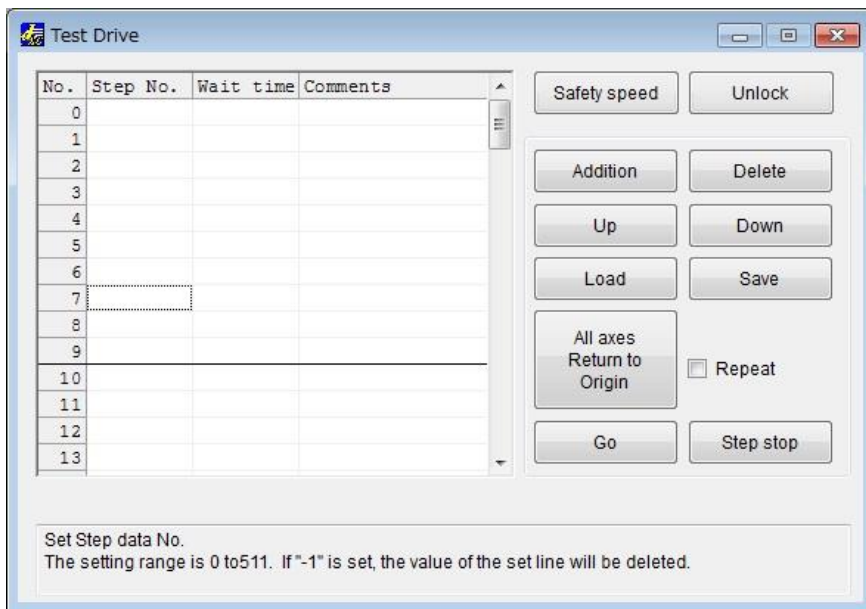 Test Drive
No. Step No. Wait time Comments
0
1
2
3
4
5
6
7
8
9
10
11
12
13
Safety speed Unlock
Addition Delete
Up Down
Load Save
All axes
Return to
Origin
Repeat
Go Step stop
Set Step data No.
The setting range is 0 to511. If "-1" is set, the value of the set line will be deleted.